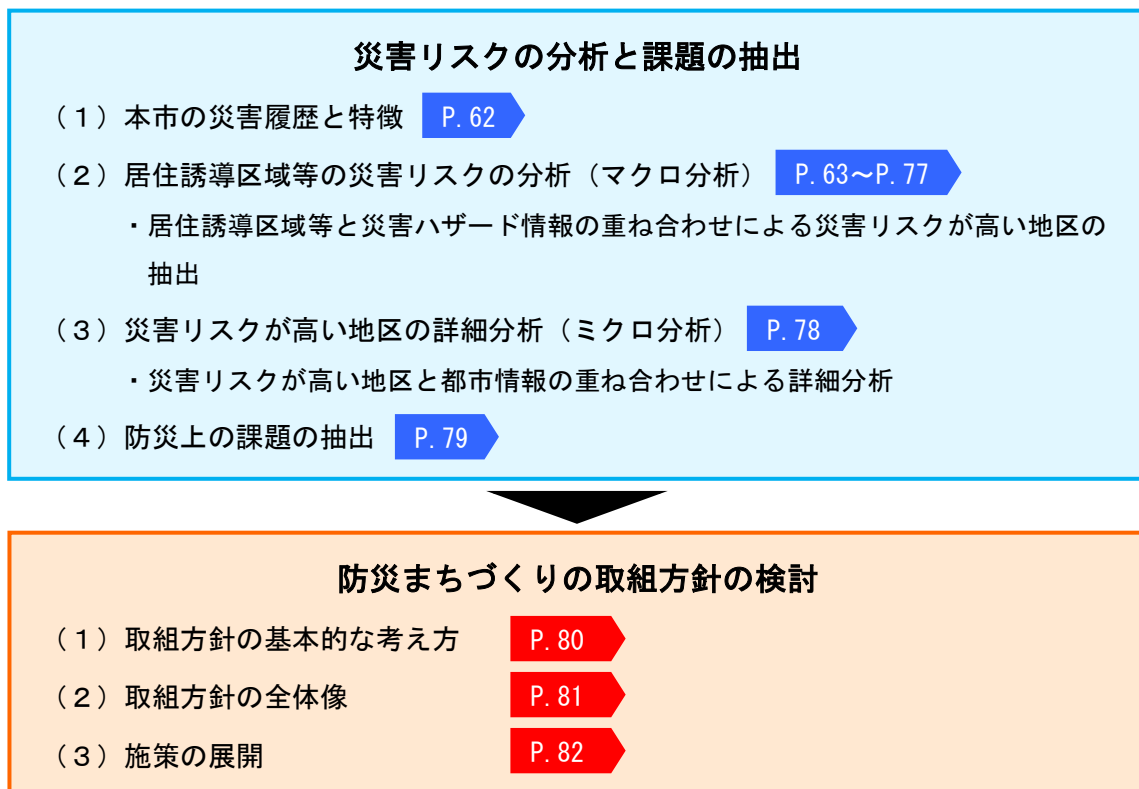 災害リスクの分析と課題の抽出
（１）本市の災害履歴と特徴 P. 62
（２）居住誘導区域等の災害リスクの分析（マクロ分析） P. 63～P. 77
・居住誘導区域等と災害ハザード情報の重ね合わせによる災害リスクが高い地区の
抽出
（３）災害リスクが高い地区の詳細分析（ミクロ分析） P. 78
・災害リスクが高い地区と都市情報の重ね合わせによる詳細分析
（４）防災上の課題の抽出 P. 79
防災まちづくりの取組方針の検討
（１）取組方針の基本的な考え方 P. 80
（２）取組方針の全体像 P. 81
（３）施策の展開 P. 82